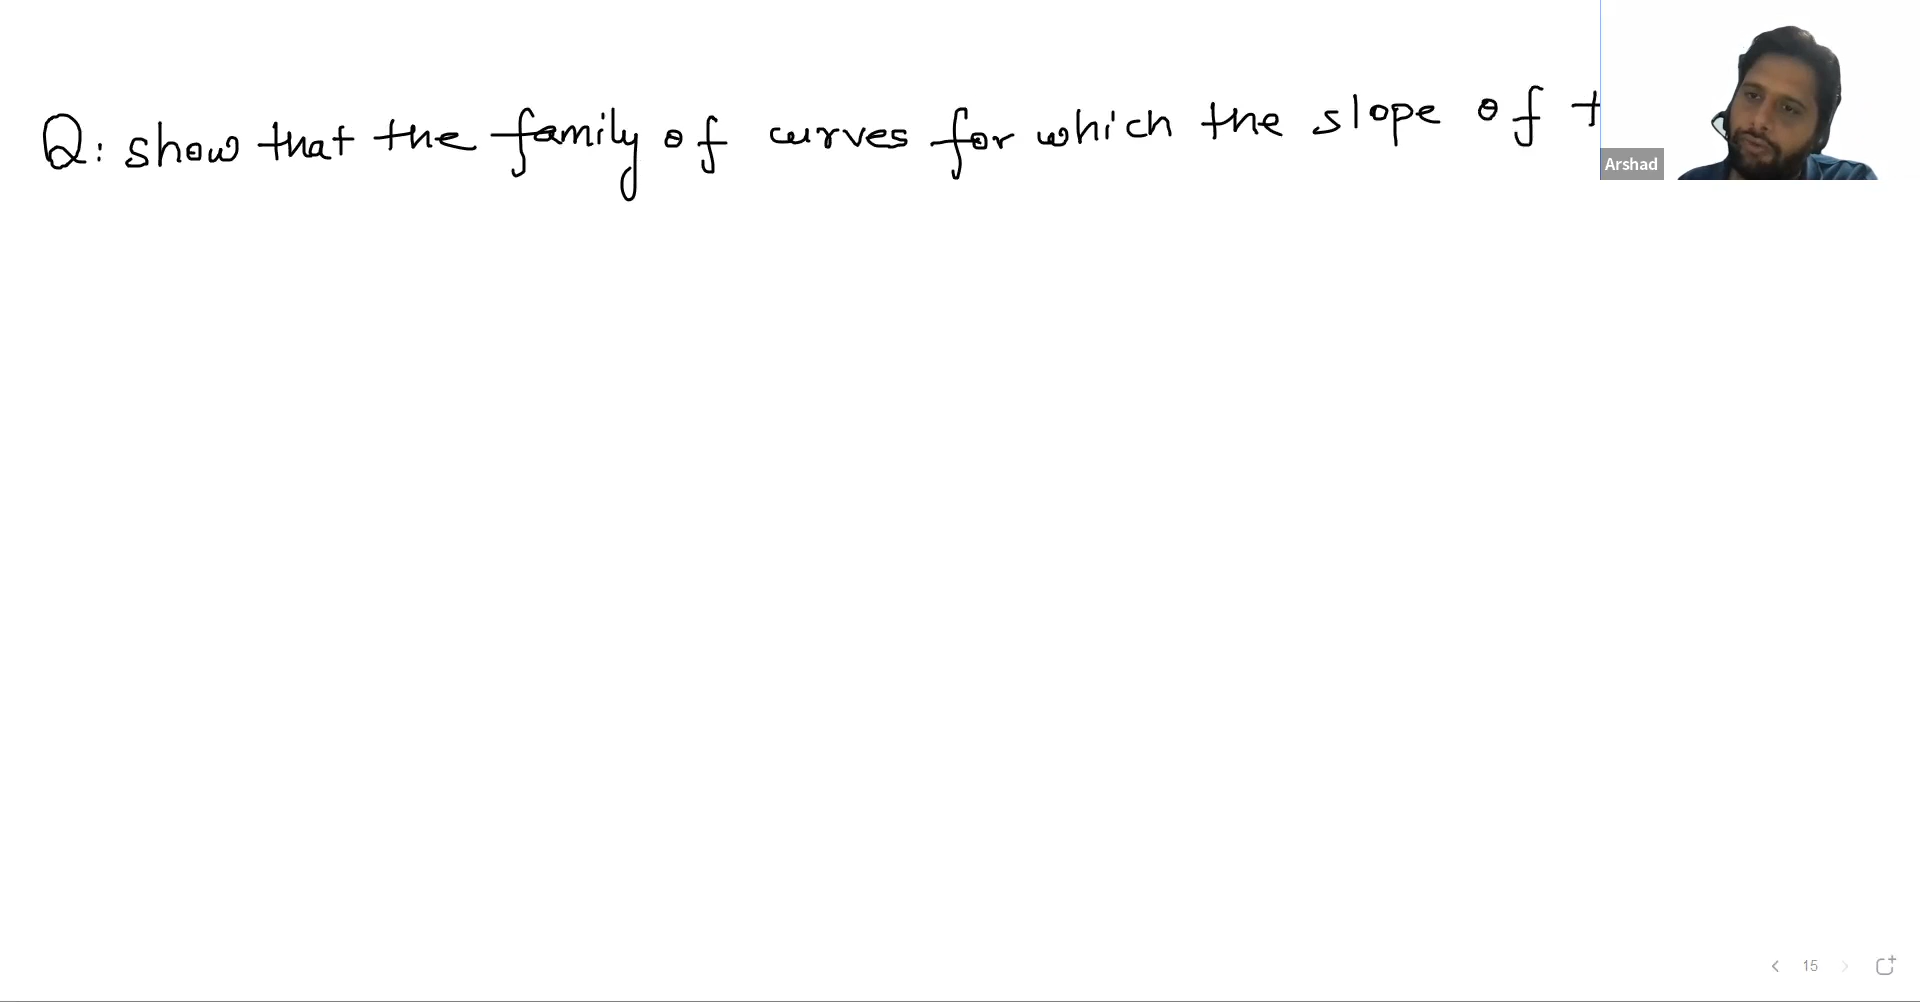 Q: show that the family of curves for which the slope of t
Arshad
15